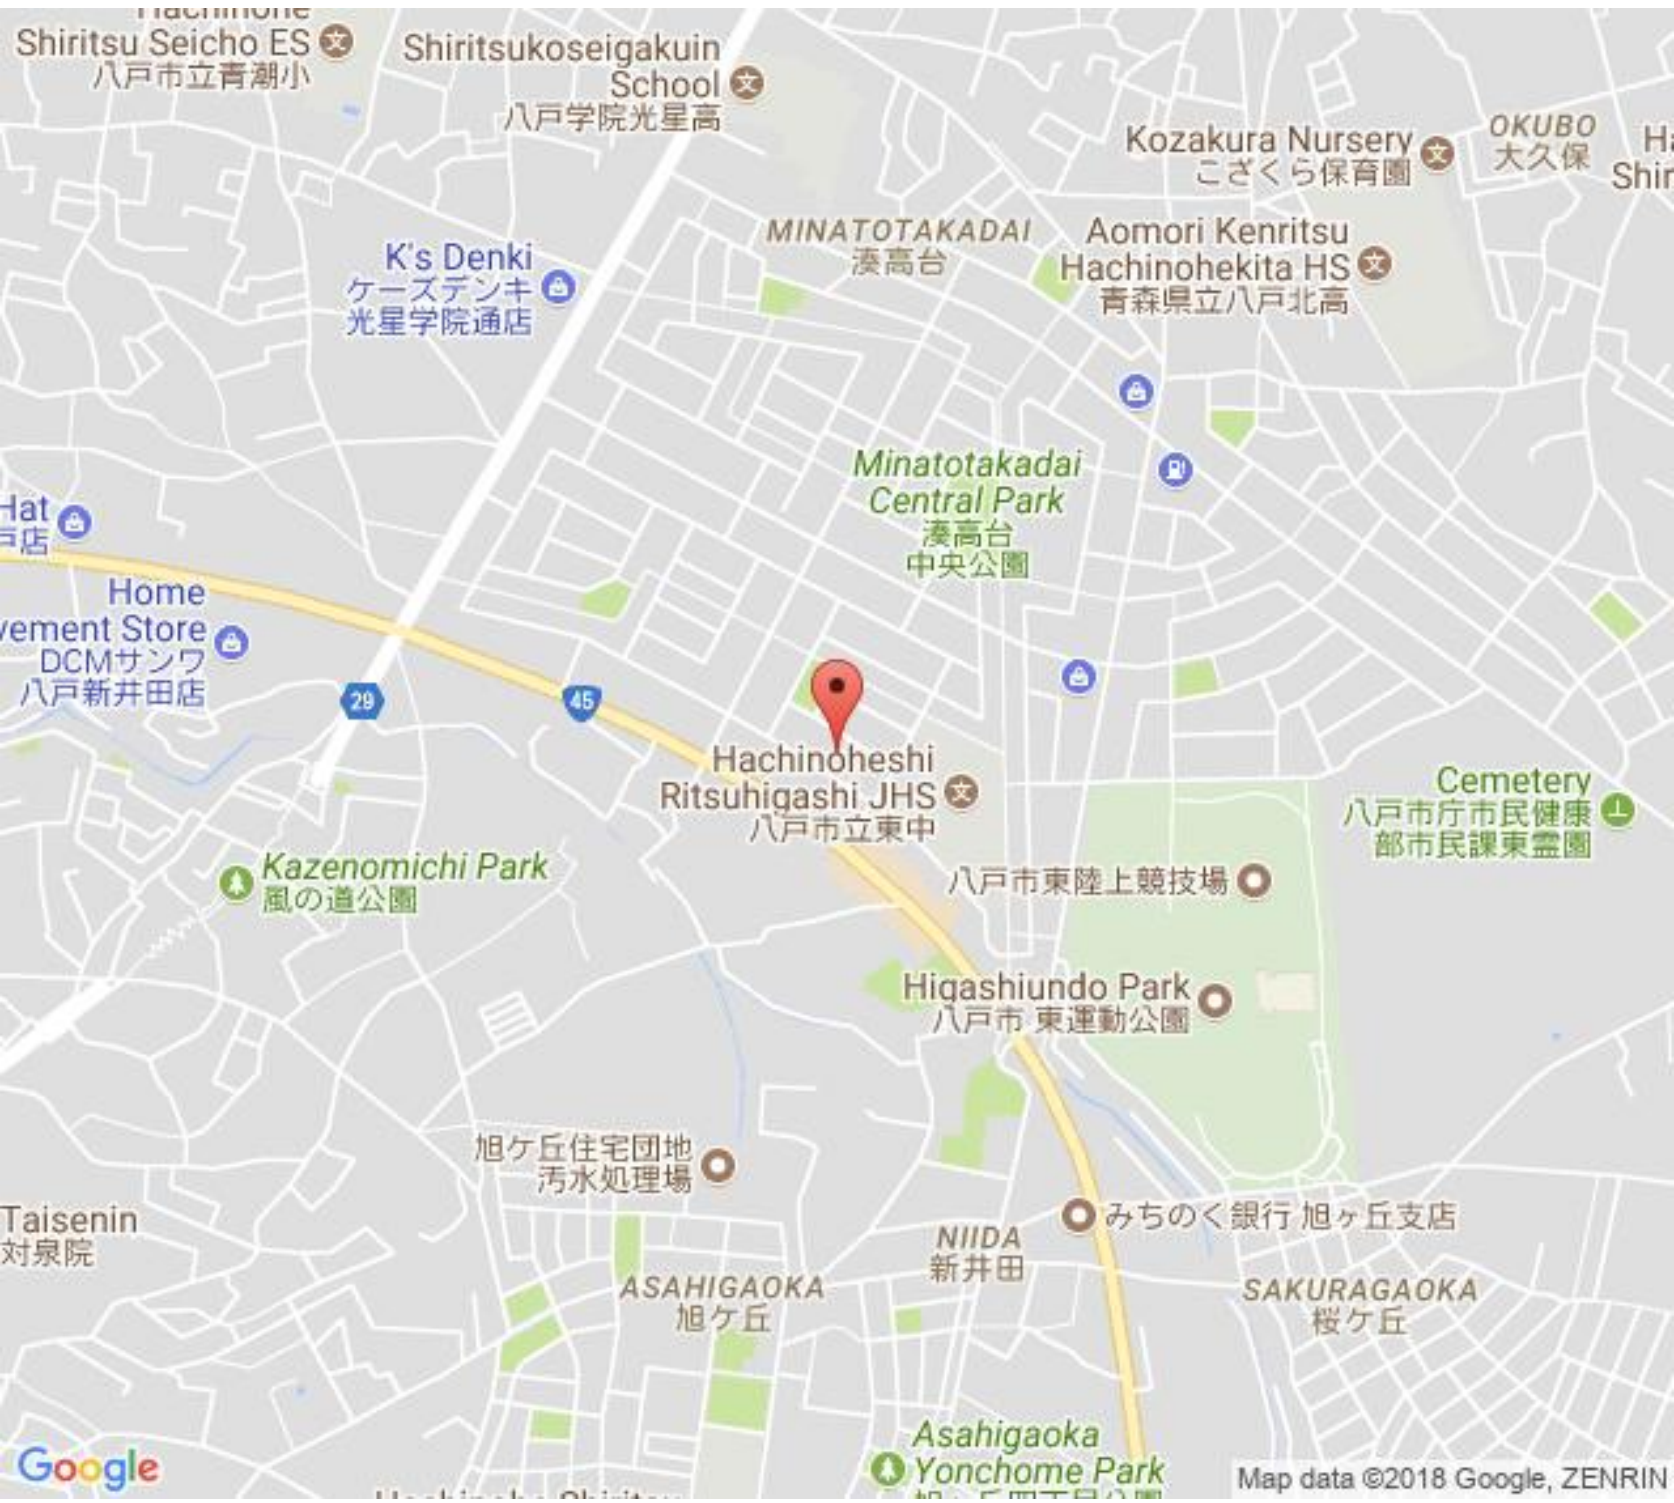 Hachinohe
Shiritsu Seicho ES
八戸市立青潮小
Shiritsukoseigakuin
School
八戸学院光星高
Kozakura Nursery
こざくら保育園
OKUBO
大久保
Ha
Shir
MINATOTAKADAI
湊高台
Aomori Kenritsu
Hachinohekita HS
青森県立八戸北高
K's Denki
ケーズデンキ
光星学院通店
Minatotakadai
Central Park
湊高台
中央公園
Hat
戸店
Home
vement Store
DCMサンワ
八戸新井田店
29
45
Hachinoheshi
Ritsuhigashi JHS
八戸市立東中
Cemetery
八戸市庁市民健康
部市民課東霊園
Kazenomichi Park
風の道公園
八戸市東陸上競技場
Higashiundo Park
八戸市 東運動公園
旭ケ丘住宅団地
汚水処理場
Taisenin
対泉院
みちのく銀行 旭ヶ丘支店
NIIDA
新井田
ASAHIGAOKA
旭ケ丘
SAKURAGAOKA
桜ケ丘
Asahigaoka
Yonchome Park
Google
Map data ©2018 Google, ZENRIN